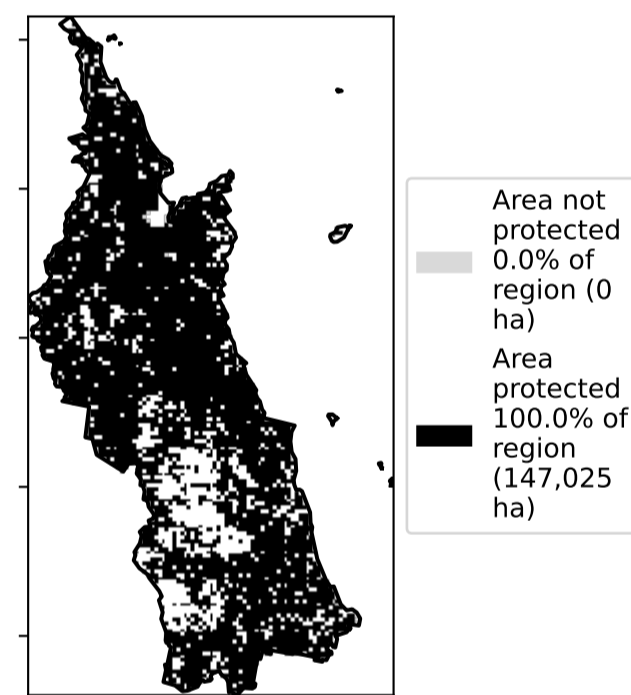 Area not
protected
0.0% of
region (0
ha)
Area
protected
100.0% of
region
(147,025
ha)